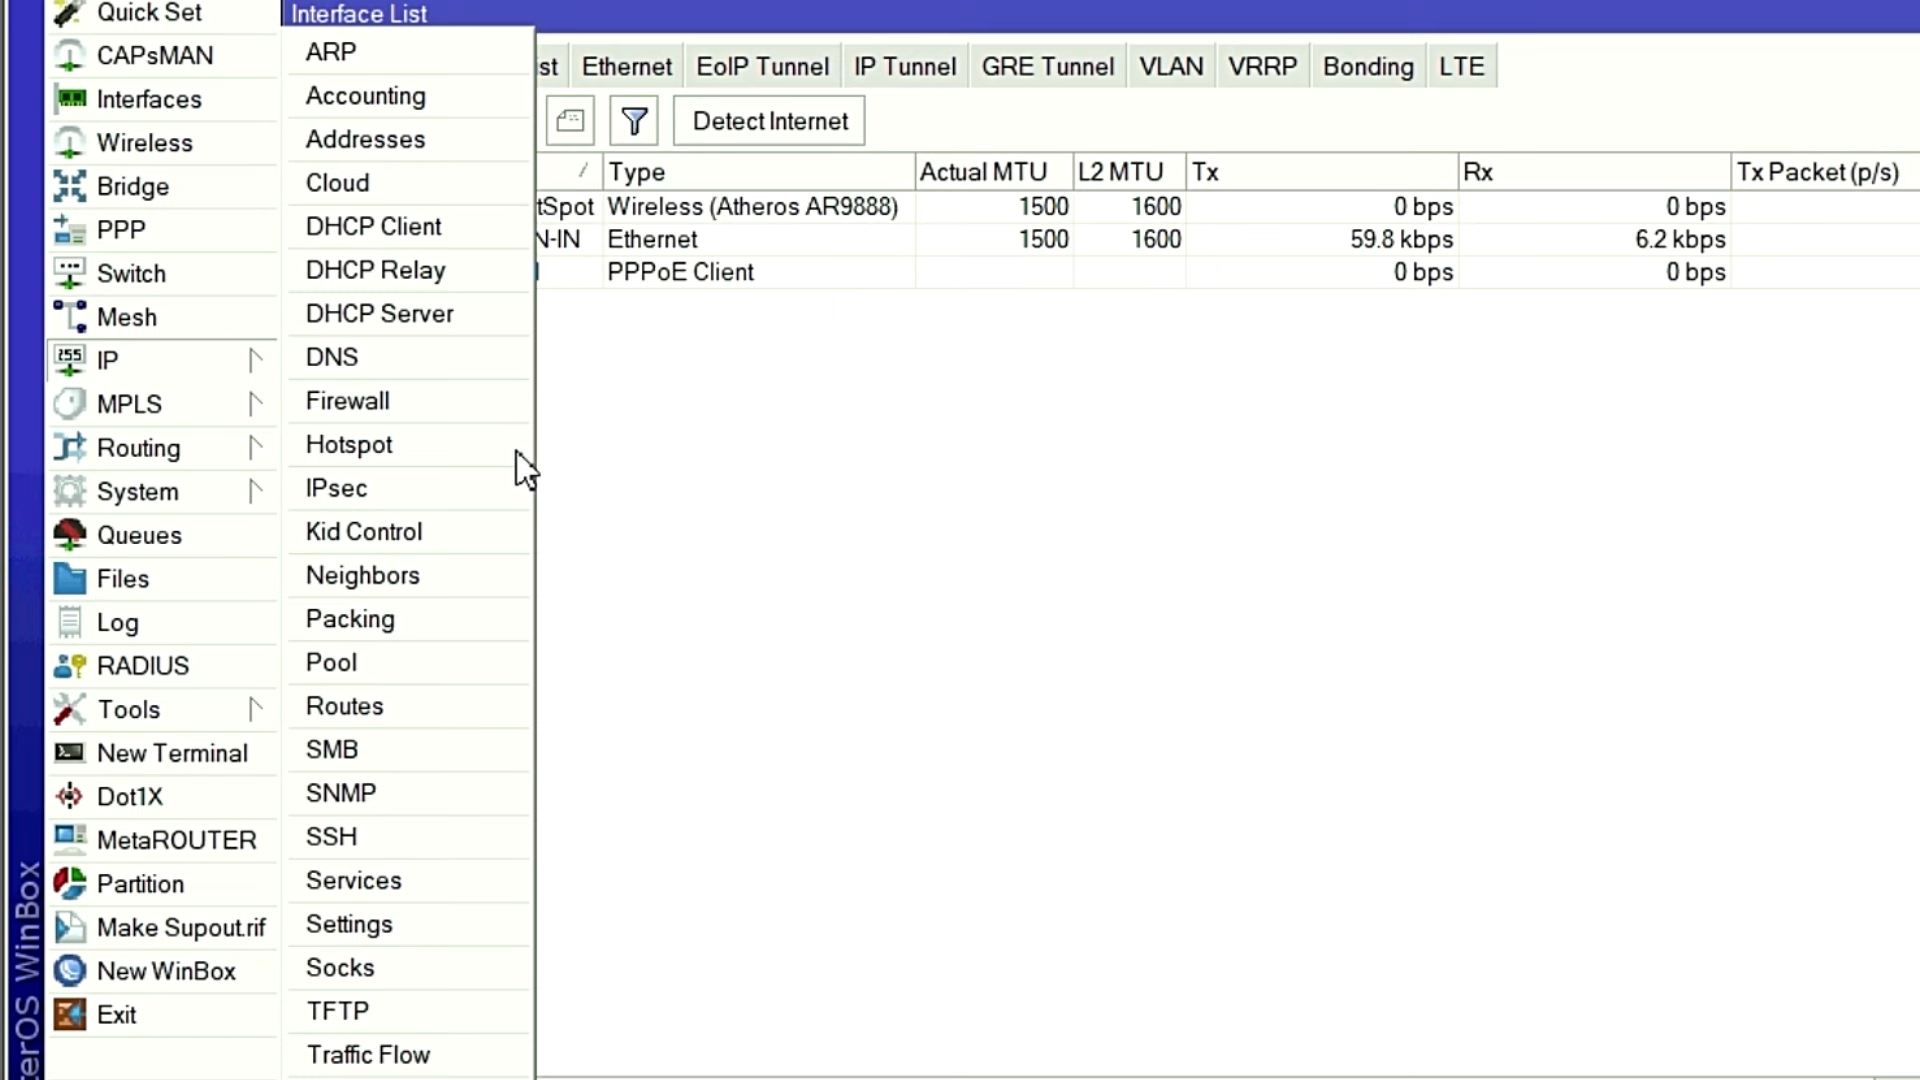 Quick Set
CAPsMAN
Interfaces
Wireless
Bridge
PPP
Switch
Mesh
IP
MPLS
Routing
System
Queues
Files
Log
RADIUS
Tools
New Terminal
Dot1X
MetaROUTER
Partition
Make Supout.rif
New WinBox
Exit
terOS WinBox
Interface List
ARP
Accounting
Addresses
Cloud
DHCP Client
DHCP Relay
DHCP Server
DNS
Firewall
Hotspot
IPsec
Kid Control
Neighbors
Packing
Pool
Routes
SMB
SNMP
SSH
Services
Settings
Socks
TFTP
Traffic Flow
st Ethernet EoIP Tunnel IP Tunnel GRE Tunnel VLAN VRRP Bonding LTE
Detect Internet
Type Actual MTU L2 MTU Tx Rx Tx Packet (p/s)
tSpot Wireless (Atheros AR9888) 1500 1600 0 bps 0 bps
N-IN Ethernet 1500 1600 59.8 kbps 6.2 kbps
PPPoE Client 0 bps 0 bps